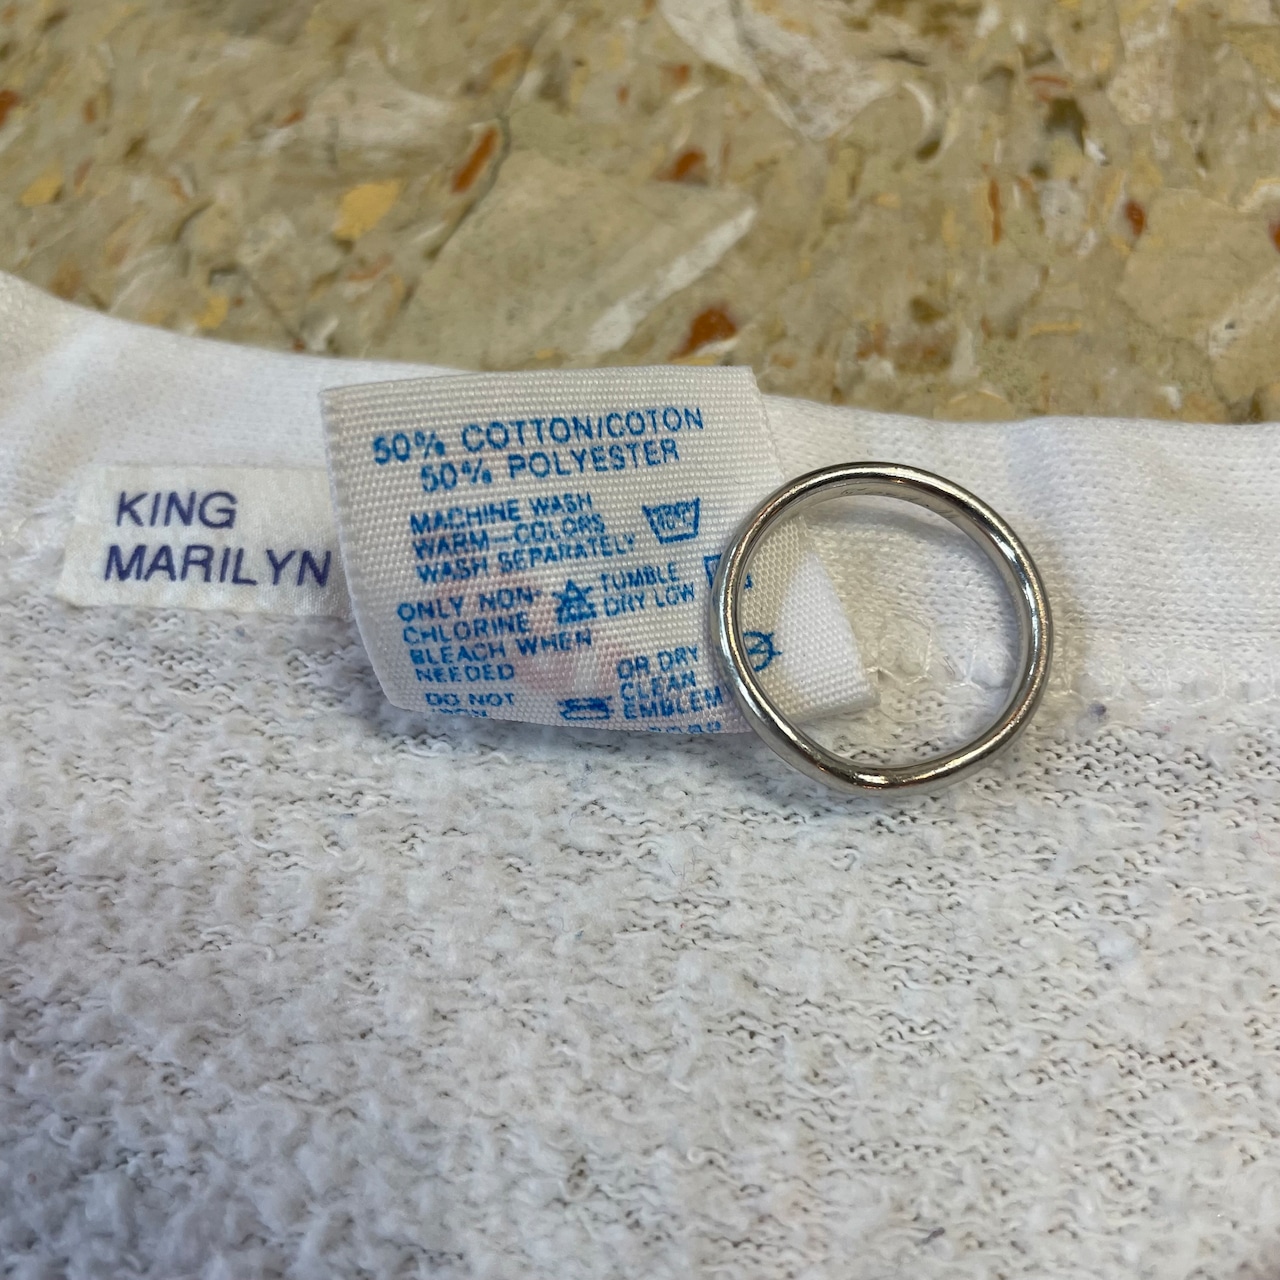 KING
MARILYN
50% COTTON/COTON
50% POLYESTER
MACHINE WASH
WARM—COLORS
WASH SEPARATELY
ONLY NON-
CHLORINE
BLEACH WHEN
NEEDED
TUMBLE
DRY LOW
DO NOT
OR DRY
CLEAN
EMBLEM